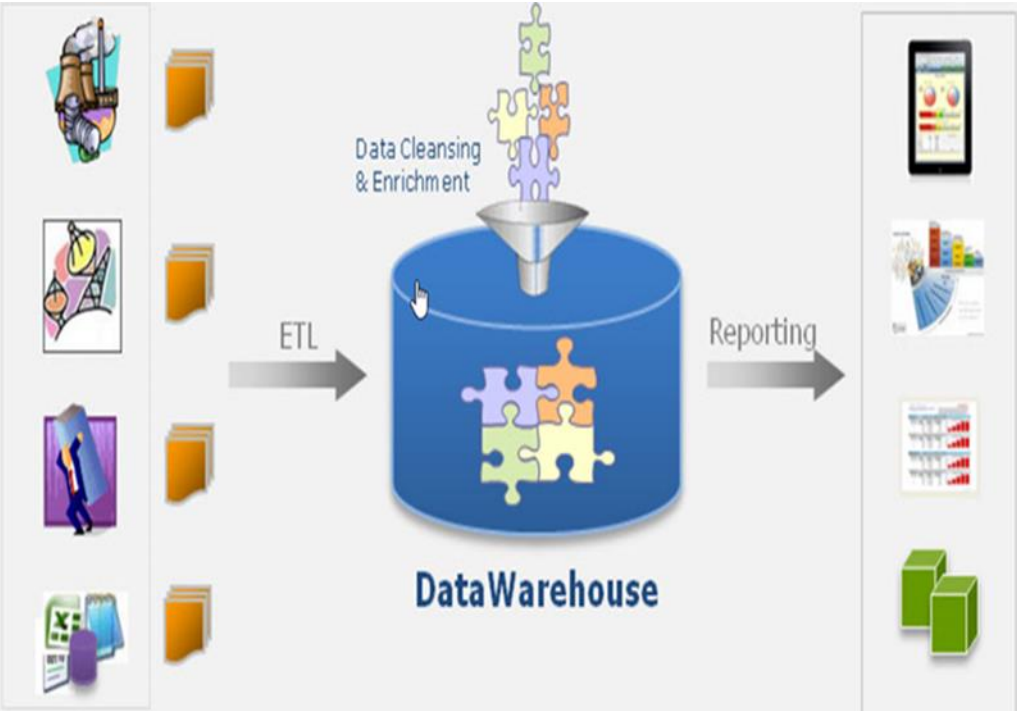 Data Cleansing
& Enrichment
ETL
Reporting
DataWarehouse